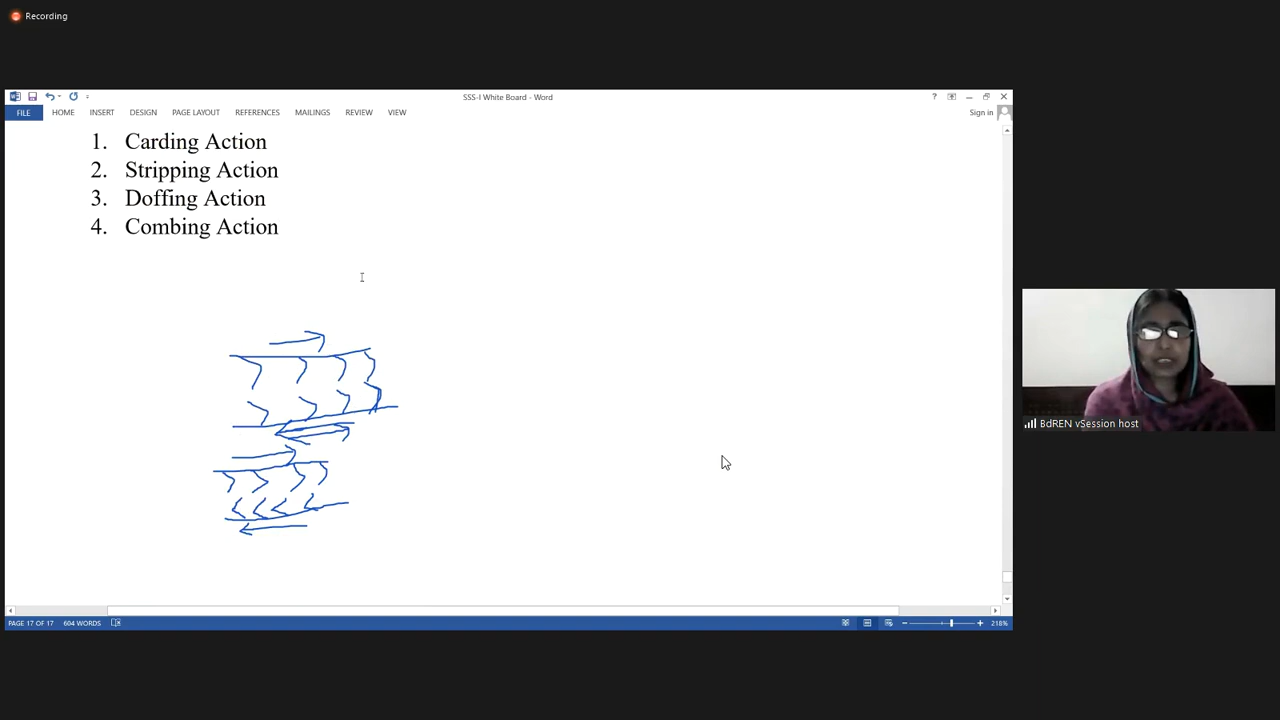 Recording
SSS-I White Board - Word
?
FILE HOME INSERT DESIGN PAGE LAYOUT REFERENCES MAILINGS REVIEW VIEW Sign in
1. Carding Action
2. Stripping Action
3. Doffing Action
4. Combing Action
BdREN vSession host
PAGE 17 OF 17 604 WORDS 218%